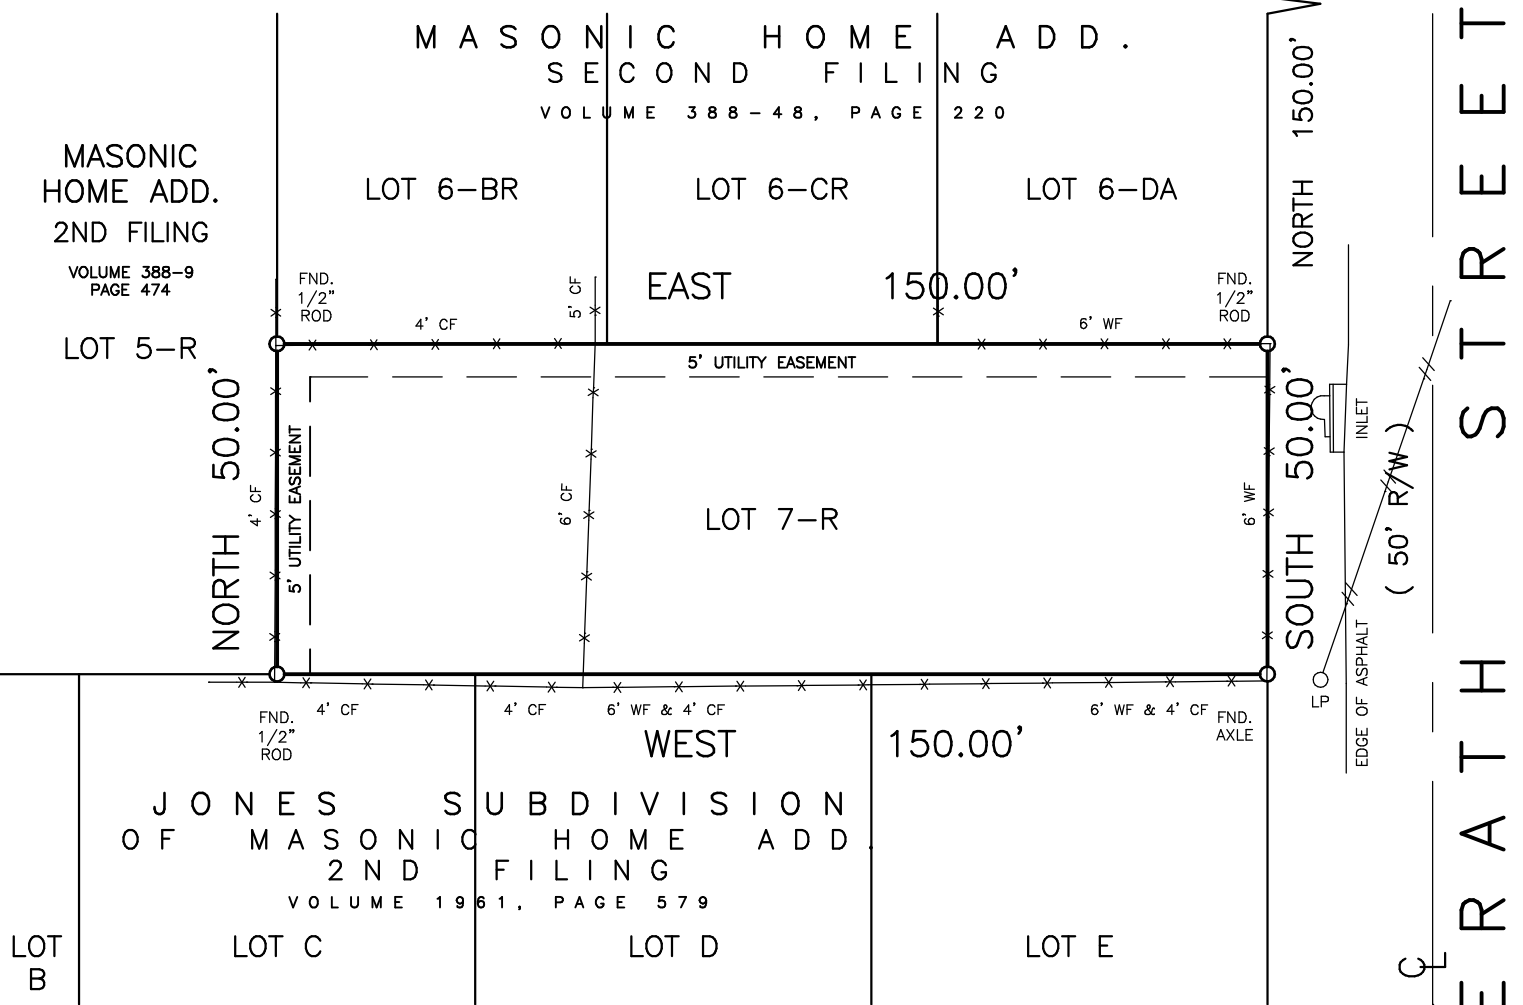 MASONIC HOME ADD.
SECOND FILING
VOLUME 388-48, PAGE 220
NORTH 150.00'
MASONIC
HOME ADD.
2ND FILING
VOLUME 388-9
PAGE 474
LOT 5-R
LOT 6-BR
LOT 6-CR
LOT 6-DA
FND.
1/2"
ROD
4' CF
5' CF
EAST 150.00'
6' WF
FND.
1/2"
ROD
5' UTILITY EASEMENT
NORTH 50.00'
4' CF
5' UTILITY EASEMENT
6' CF
LOT 7-R
6' WF
SOUTH 50.00'
INLET
( 50' R/W )
EDGE OF ASPHALT
LP
ERATH STREET
FND.
1/2"
ROD
4' CF
4' CF
6' WF & 4' CF
6' WF & 4' CF
FND.
AXLE
WEST 150.00'
JONES SUBDIVISION
OF MASONIC HOME ADD.
2ND FILING
VOLUME 1961, PAGE 579
LOT
B
LOT C
LOT D
LOT E
CL